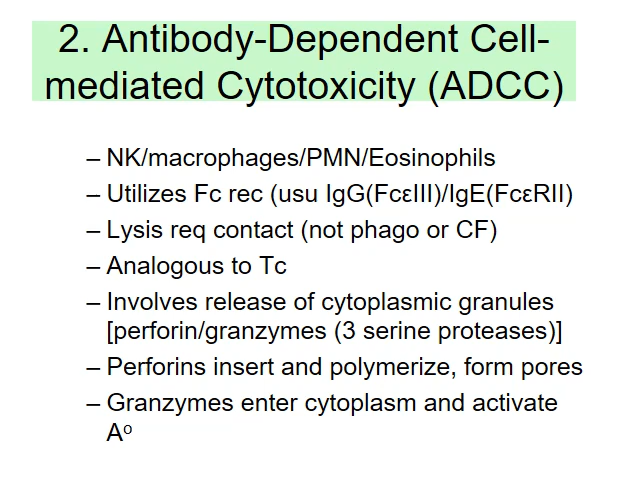 2. Antibody-Dependent Cell-
mediated Cytotoxicity (ADCC)
– NK/macrophages/PMN/Eosinophils
– Utilizes Fc rec (usu IgG(FcεIII)/IgE(FcεRII)
– Lysis req contact (not phago or CF)
– Analogous to Tc
– Involves release of cytoplasmic granules
[perforin/granzymes (3 serine proteases)]
– Perforins insert and polymerize, form pores
– Granzymes enter cytoplasm and activate
Aº